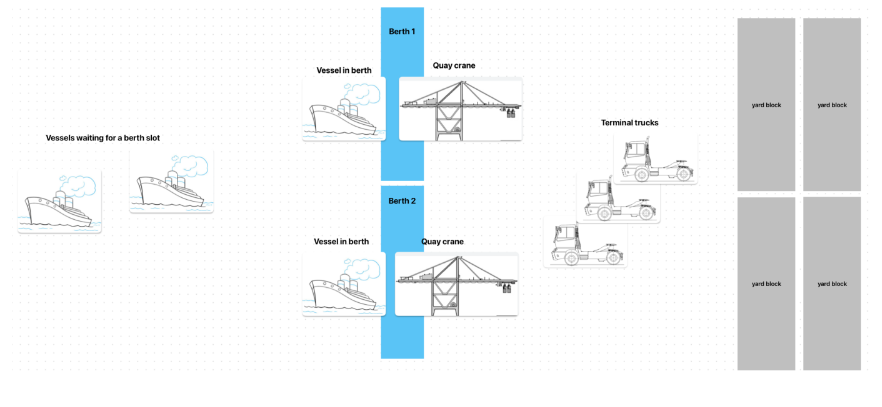 Berth 1
Vessel in berth
Quay crane
Vessels waiting for a berth slot
Terminal trucks
yard block
yard block
Berth 2
Vessel in berth
Quay crane
yard block
yard block